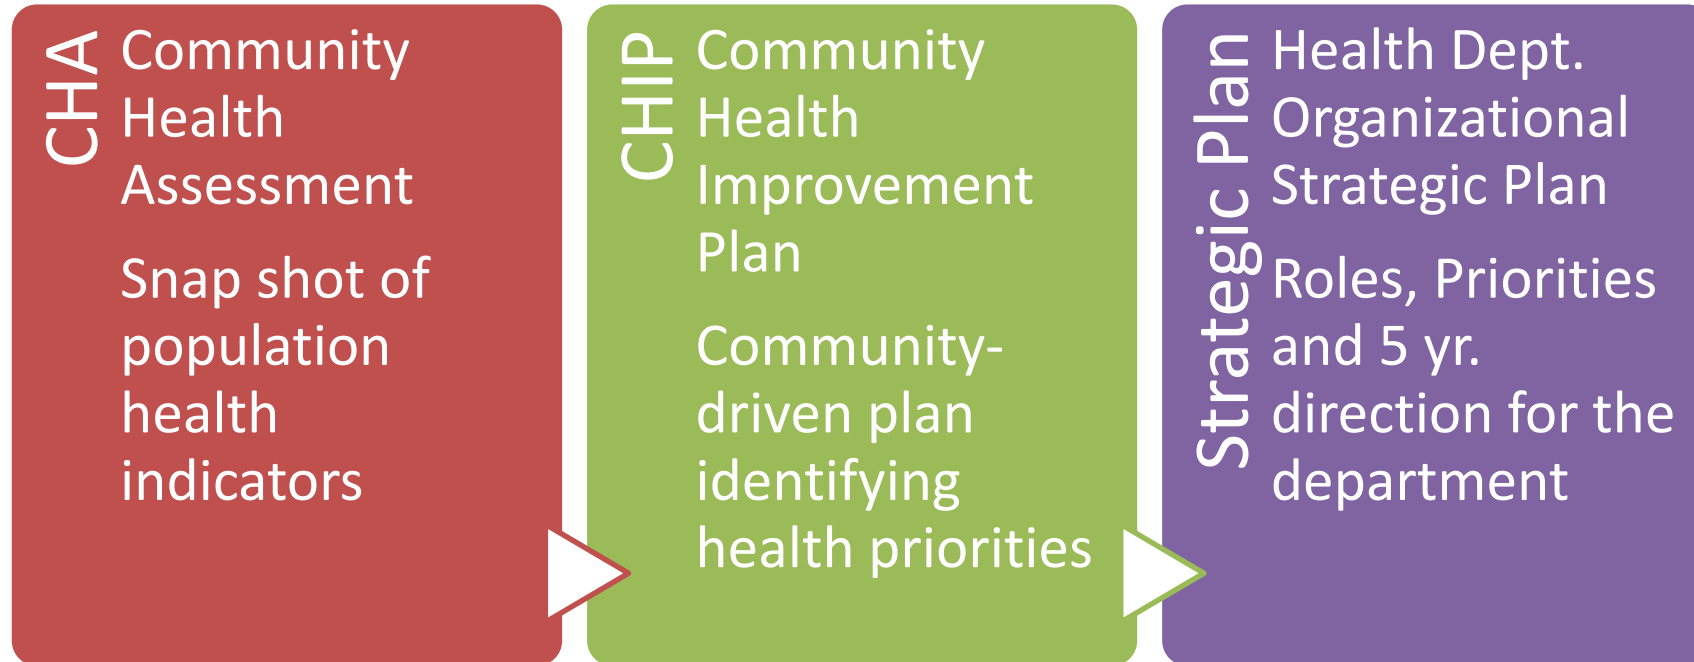 CHA
Community
Health
Assessment
Snap shot of
population
health
indicators
CHIP
Community
Health
Improvement
Plan
Community-
driven plan
identifying
health priorities
Strategic Plan
Health Dept.
Organizational
Strategic Plan
Roles, Priorities
and 5 yr.
direction for the
department